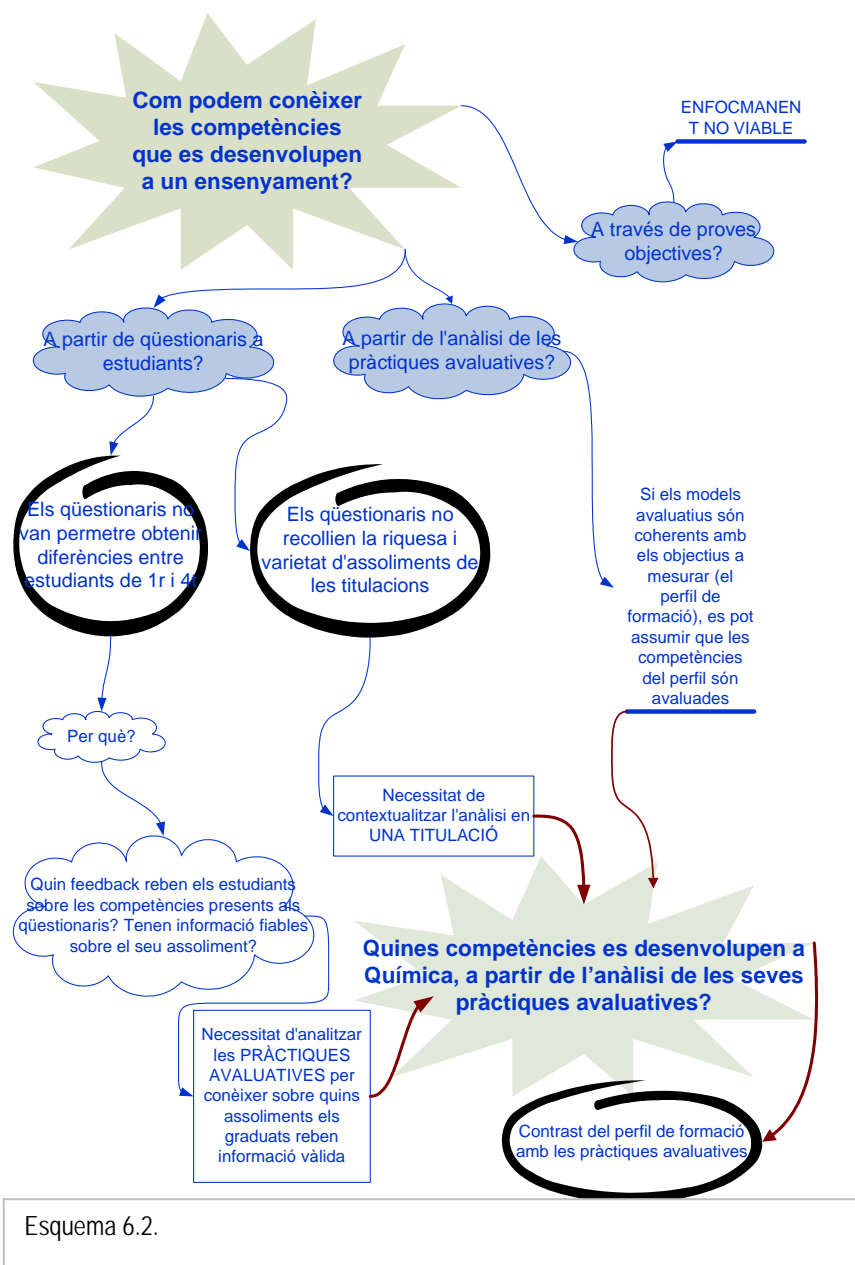 Com podem conèixer
les competències
que es desenvolupen
a un ensenyament?
ENFOCMANEN
T NO VIABLE
A través de proves
objectives?
A partir de qüestionaris a
estudiants?
A partir de l'anàlisi de les
pràctiques avaluatives?
Els qüestionaris no
van permetre obtenir
diferències entre
estudiants de 1r i 4t
Els qüestionaris no
recollien la riquesa i
varietat d'assoliments de
les titulacions
Si els models
avaluatius són
coherents amb
els objectius a
mesurar (el
perfil de
formació), es pot
assumir que les
competències
del perfil són
avaluades
Per què?
Necessitat de
contextualitzar l'anàlisi en
UNA TITULACIÓ
Quin feedback reben els estudiants
sobre les competències presents als
qüestionaris? Tenen informació fiables
sobre el seu assoliment?
Quines competències es desenvolupen a
Química, a partir de l'anàlisi de les seves
pràctiques avaluatives?
Necessitat d'analitzar
les PRÀCTIQUES
AVALUATIVES per
conèixer sobre quins
assoliments els
graduats reben
informació vàlida
Contrast del perfil de formació
amb les pràctiques avaluatives
Esquema 6.2.